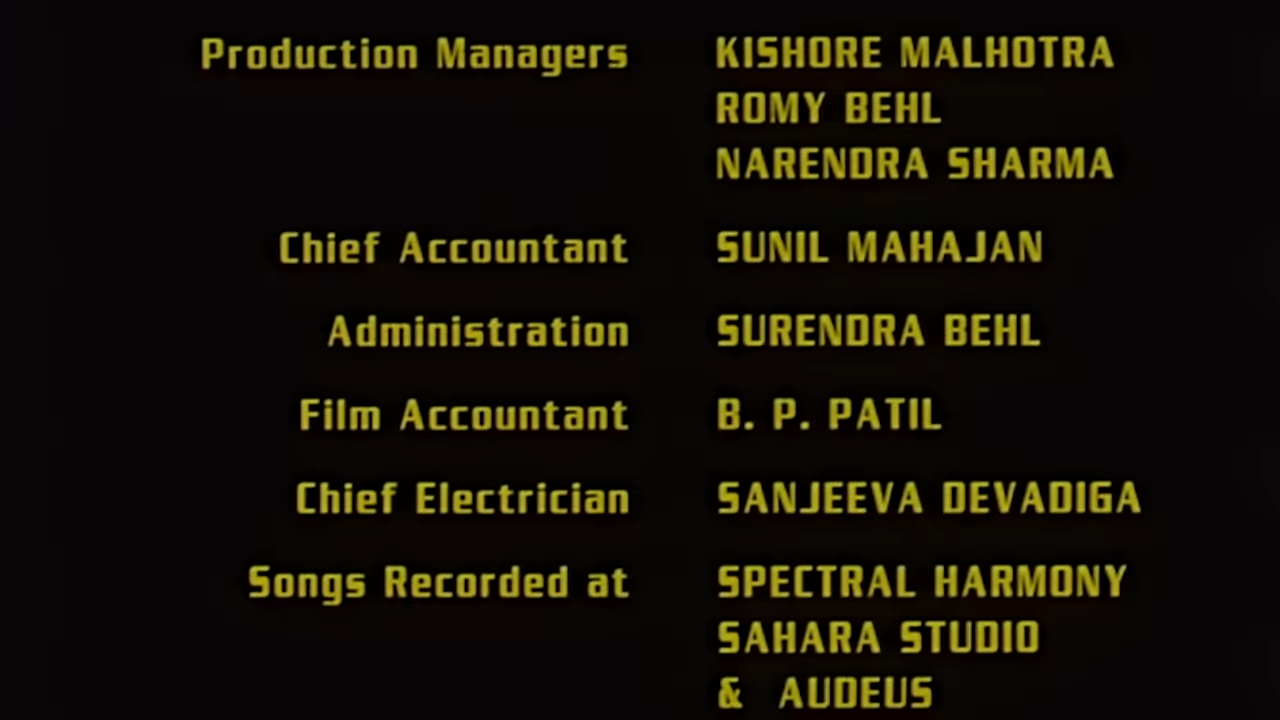 Production Managers KISHORE MALHOTRA
ROMY BEHL
NARENDRA SHARMA
Chief Accountant SUNIL MAHAJAN
Administration SURENDRA BEHL
Film Accountant B. P. PATIL
Chief Electrician SANJEEVA DEVADIGA
Songs Recorded at SPECTRAL HARMONY
SAHARA STUDIO
& AUDEUS